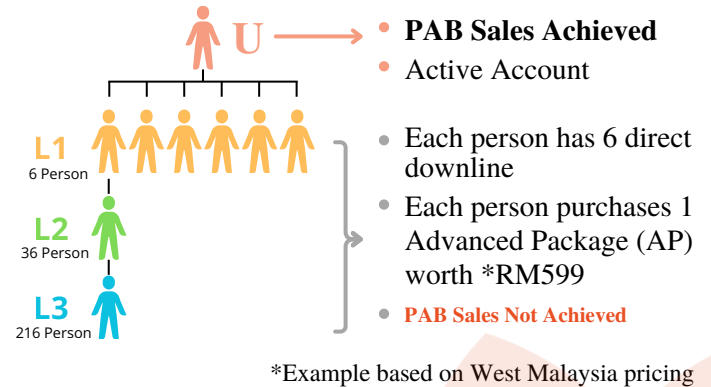 U
• PAB Sales Achieved
• Active Account
L1
6 Person
L2
36 Person
L3
216 Person
• Each person has 6 direct
downline
• Each person purchases 1
Advanced Package (AP)
worth *RM599
• PAB Sales Not Achieved
*Example based on West Malaysia pricing